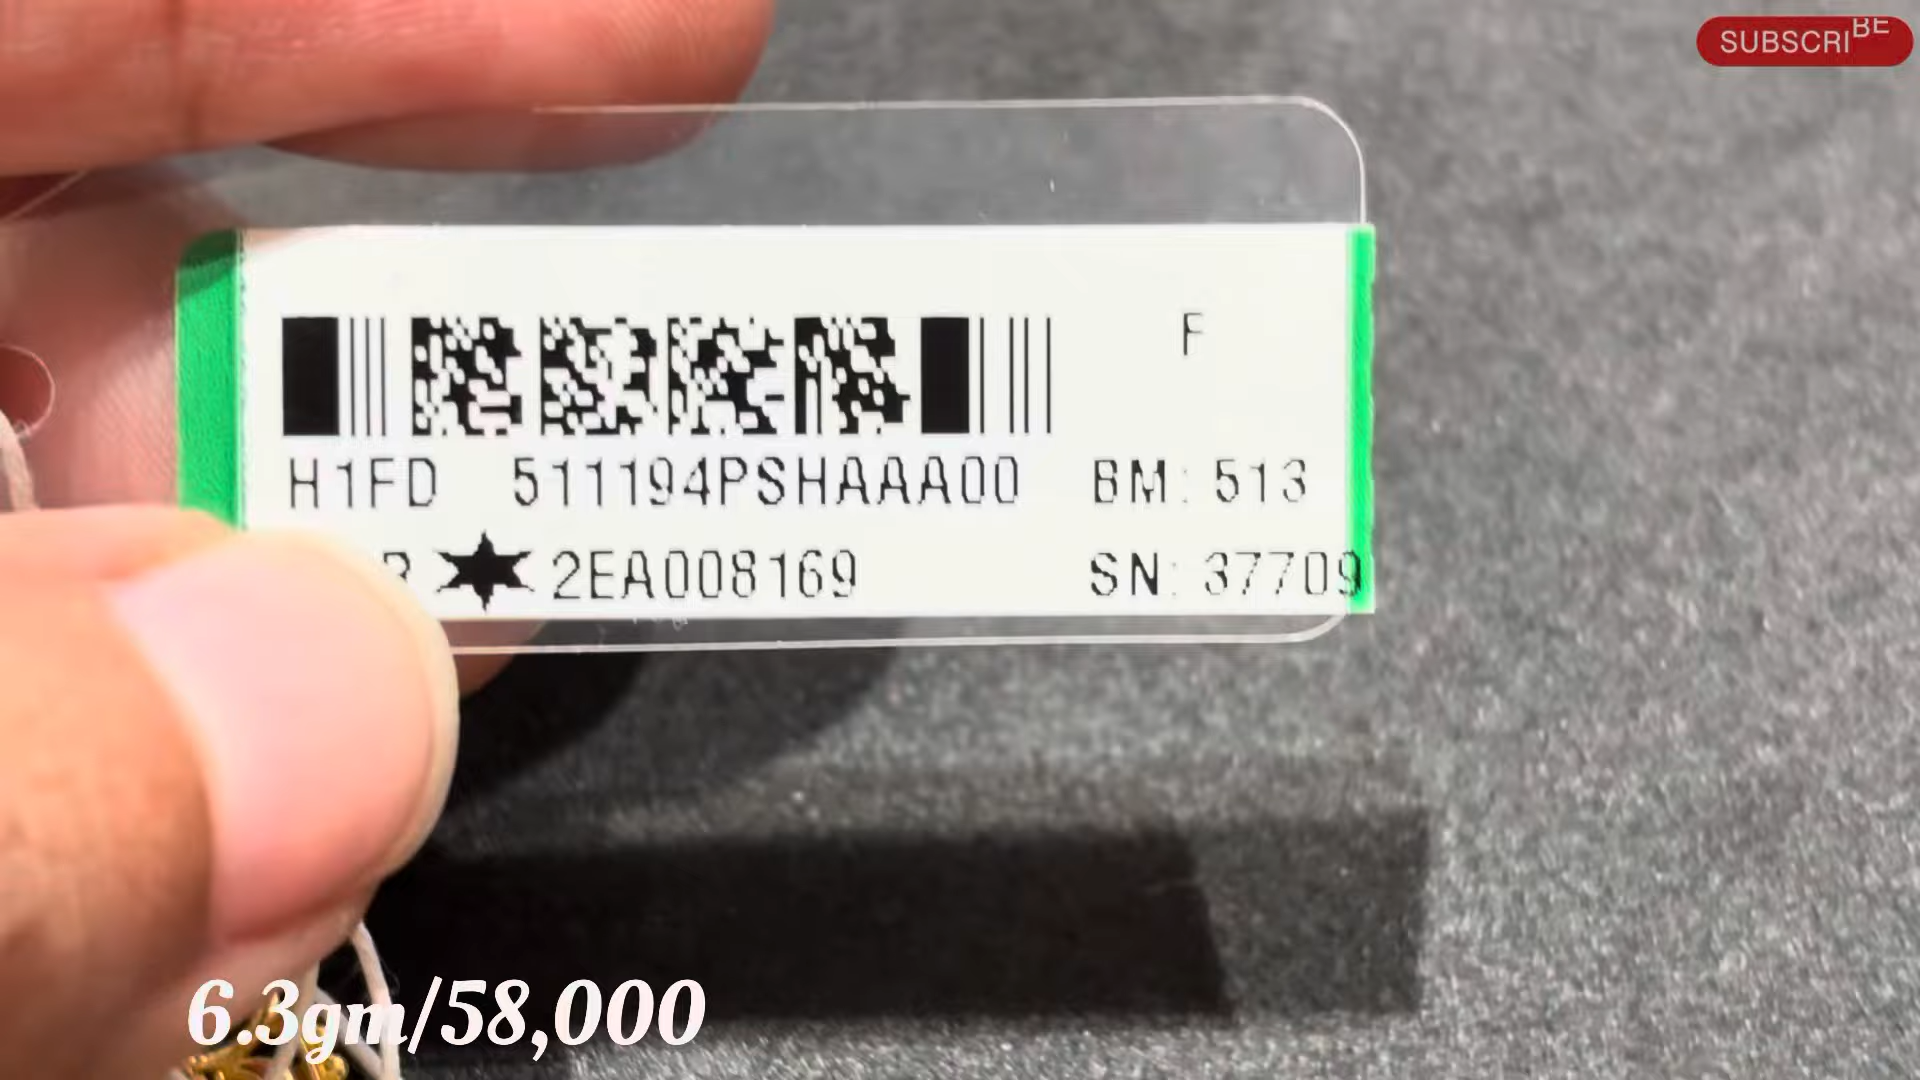 SUBSCRIBE
F
H1FD 511194PSHAAA00 BM: 513
2EA008169 SN: 37709
6.3gm/58,000